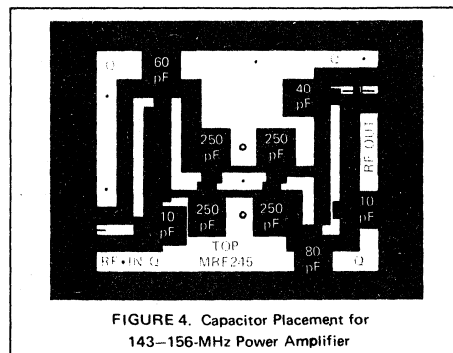 Q
60
pF
Q
40
pF
250
pF
250
pF
RF OUT
10
pF
250
pF
250
pF
10
pF
TOP
MRF245
80
pF
RF IN Q
Q
FIGURE 4. Capacitor Placement for
143–156-MHz Power Amplifier